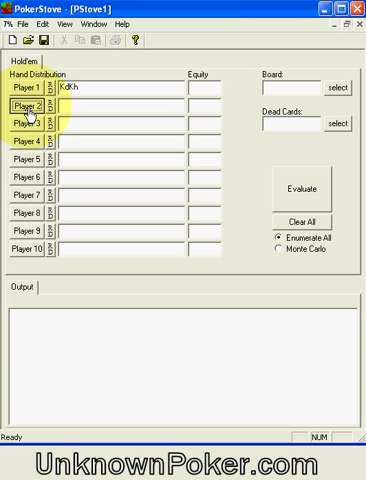 PokerStove - [PStove1]
File Edit View Window Help
Hold'em
Hand Distribution Equity Board:
Player 1 KdKh select
Player 2
Dead Cards:
Player 3 select
Player 4
Player 5
Player 6
Evaluate
Player 7
Player 8
Clear All
Player 9
Enumerate All
Player 10
Monte Carlo
Output
Ready NUM
UnknownPoker.com